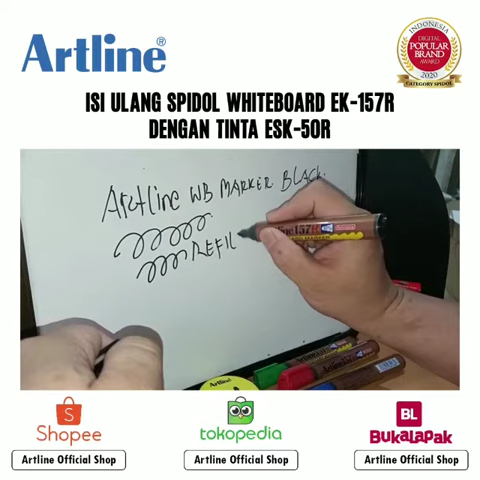 Artline®
INDONESIA
DIGITAL
POPULAR
BRAND
AWARD
2020
CATEGORY SPIDOL
ISI ULANG SPIDOL WHITEBOARD EK-157R
DENGAN TINTA ESK-50R
Artline WB MARKER BLACK
REFIL
line 157R
Artline
S
Shopee
tokopedia
BL
BukaLapak
Artline Official Shop
Artline Official Shop
Artline Official Shop